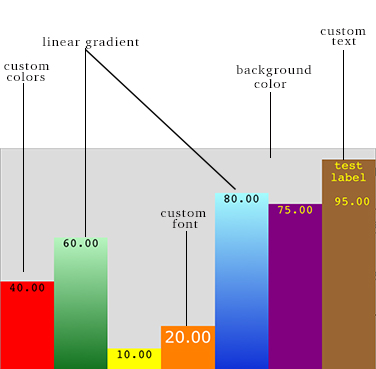 custom
text
linear gradient
custom
colors
background
color
test
label
95.00
80.00
75.00
custom
font
60.00
40.00
20.00
10.00